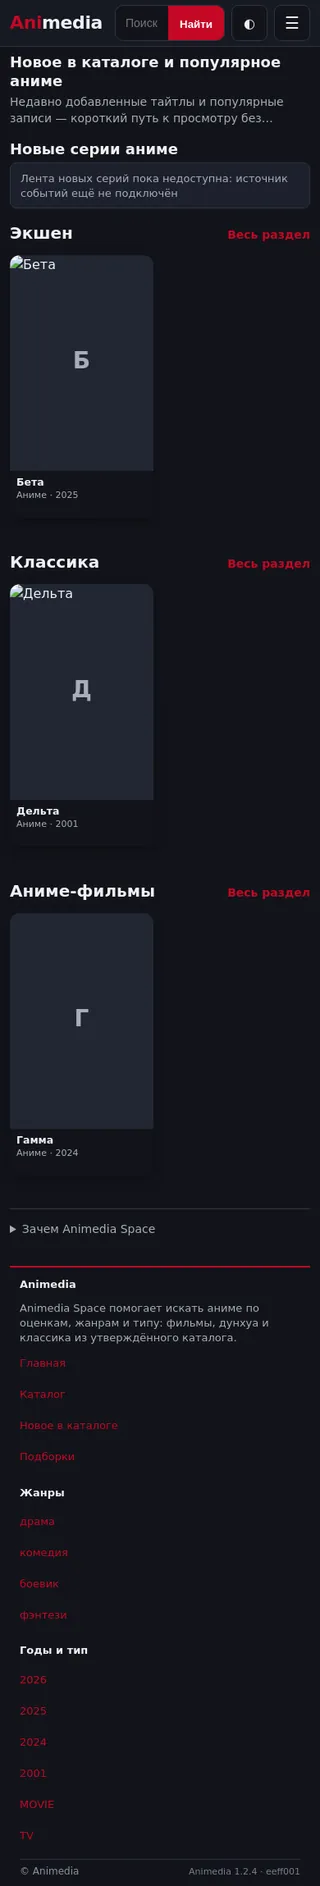 Animedia
Поиск
Найти
Новое в каталоге и популярное
аниме
Недавно добавленные тайтлы и популярные
записи — короткий путь к просмотру без…
Новые серии аниме
Лента новых серий пока недоступна: источник
событий ещё не подключён
Экшен
Весь раздел
Бета
Б
Бета
Аниме · 2025
Классика
Весь раздел
Дельта
Д
Дельта
Аниме · 2001
Аниме-фильмы
Весь раздел
Г
Гамма
Аниме · 2024
Зачем Animedia Space
Animedia
Animedia Space помогает искать аниме по
оценкам, жанрам и типу: фильмы, дунхуа и
классика из утверждённого каталога.
Главная
Каталог
Новое в каталоге
Подборки
Жанры
драма
комедия
боевик
фэнтези
Годы и тип
2026
2025
2024
2001
MOVIE
TV
© Animedia
Animedia 1.2.4 · eeff001